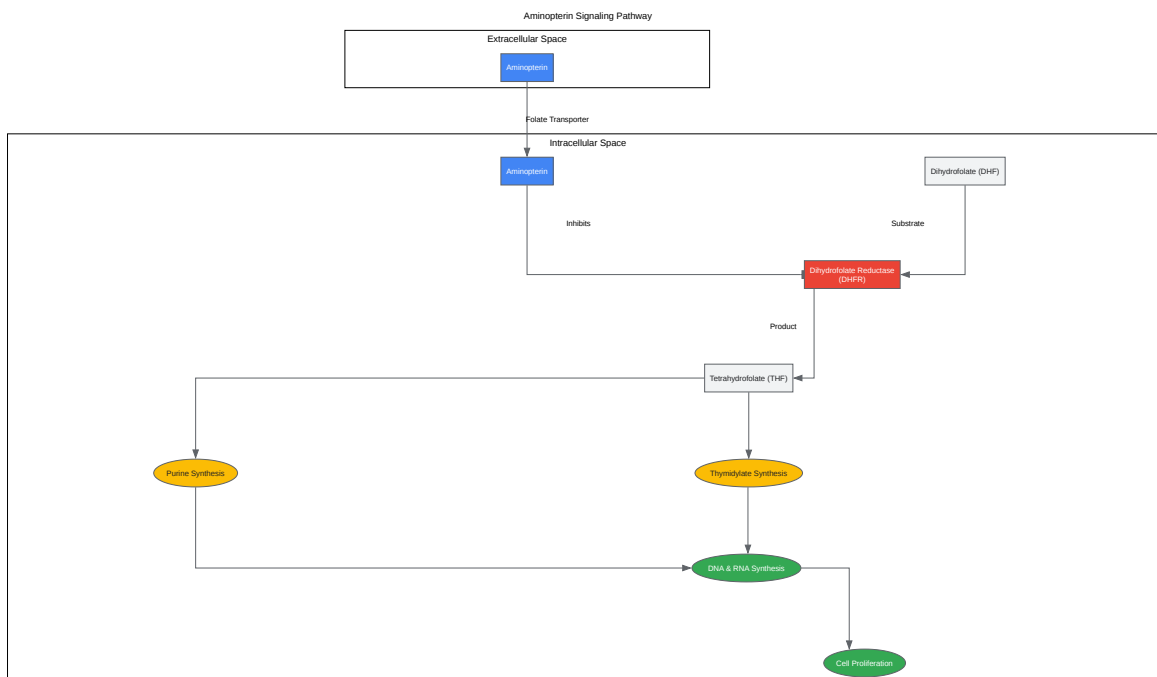 Aminopterin Signaling Pathway
Extracellular Space
Aminopterin
Folate Transporter
Intracellular Space
Aminopterin
Dihydrofolate (DHF)
Inhibits
Substrate
Dihydrofolate Reductase
(DHFR)
Product
Tetrahydrofolate (THF)
Purine Synthesis
Thymidylate Synthesis
DNA & RNA Synthesis
Cell Proliferation